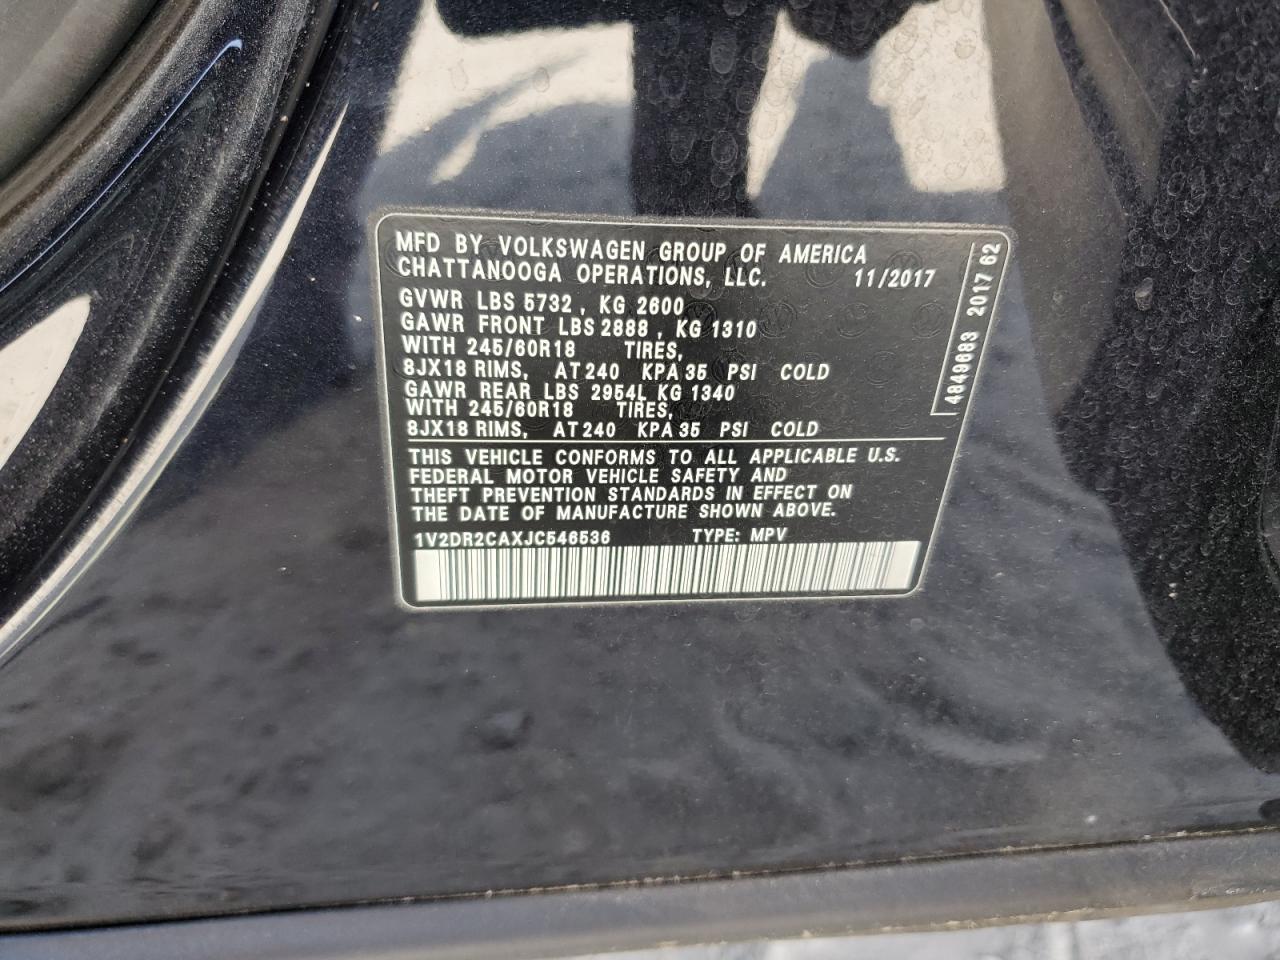 MFD BY VOLKSWAGEN GROUP OF AMERICA
CHATTANOOGA OPERATIONS, LLC. 11/2017
GVWR LBS 5732, KG 2600
GAWR FRONT LBS 2888, KG 1310
WITH 245/60R18 TIRES,
8JX18 RIMS, AT 240 KPA 35 PSI COLD
GAWR REAR LBS 2954L KG 1340
WITH 245/60R18 TIRES,
8JX18 RIMS, AT 240 KPA 35 PSI COLD
THIS VEHICLE CONFORMS TO ALL APPLICABLE U.S.
FEDERAL MOTOR VEHICLE SAFETY AND
THEFT PREVENTION STANDARDS IN EFFECT ON
THE DATE OF MANUFACTURE SHOWN ABOVE.
1V2DR2CAXJC546536 TYPE: MPV
4849683 2017 62